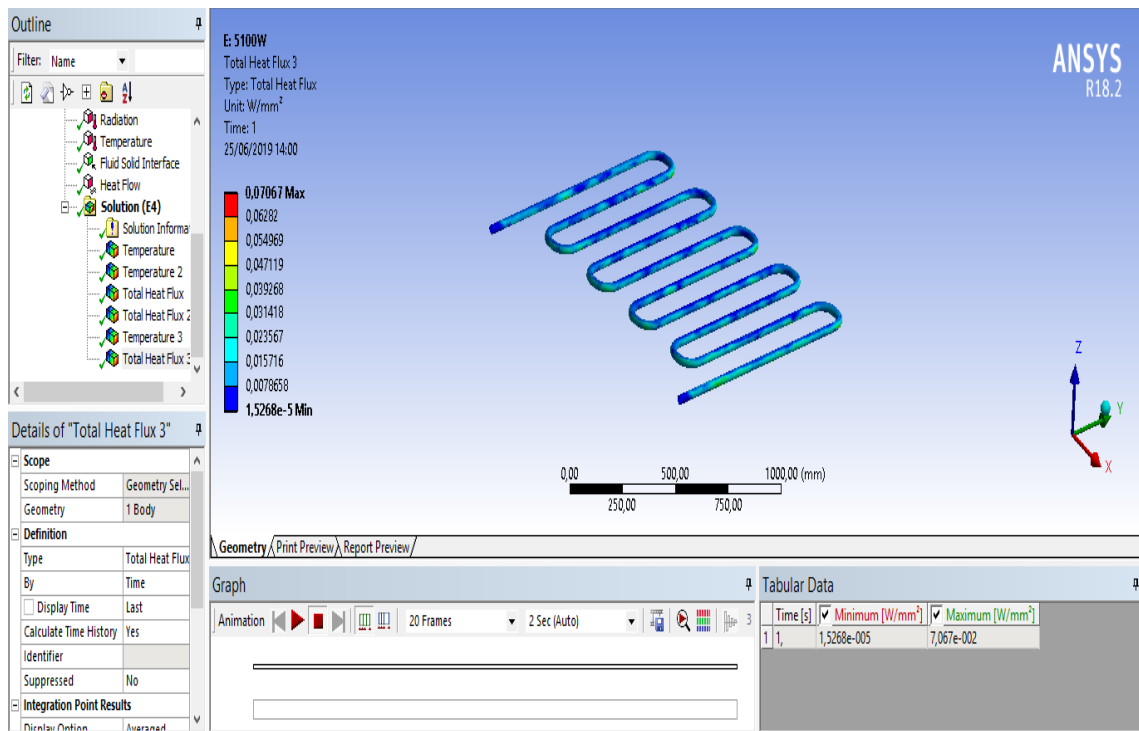 Outline
Filter: Name
Radiation
Temperature
Fluid Solid Interface
Heat Flow
Solution (E4)
Solution Informa
Temperature
Temperature 2
Total Heat Flux
Total Heat Flux 2
Temperature 3
Total Heat Flux 3
Details of "Total Heat Flux 3"
Scope
Scoping Method Geometry Sel...
Geometry 1 Body
Definition
Type Total Heat Flux
By Time
Display Time Last
Calculate Time History Yes
Identifier
Suppressed No
Integration Point Results
Display Option Averaged
E: 5100W
Total Heat Flux 3
Type: Total Heat Flux
Unit: W/mm²
Time: 1
25/06/2019 14:00
0,07067 Max
0,06282
0,054969
0,047119
0,039268
0,031418
0,023567
0,015716
0,0078658
1,5268e-5 Min
ANSYS
R18.2
Z
Y
X
0,00 500,00 1000,00 (mm)
250,00 750,00
Geometry Print Preview Report Preview
Graph
Animation 20 Frames 2 Sec (Auto) 3
Tabular Data
Time [s] Minimum [W/mm²] Maximum [W/mm²]
1 1, 1,5268e-005 7,067e-002